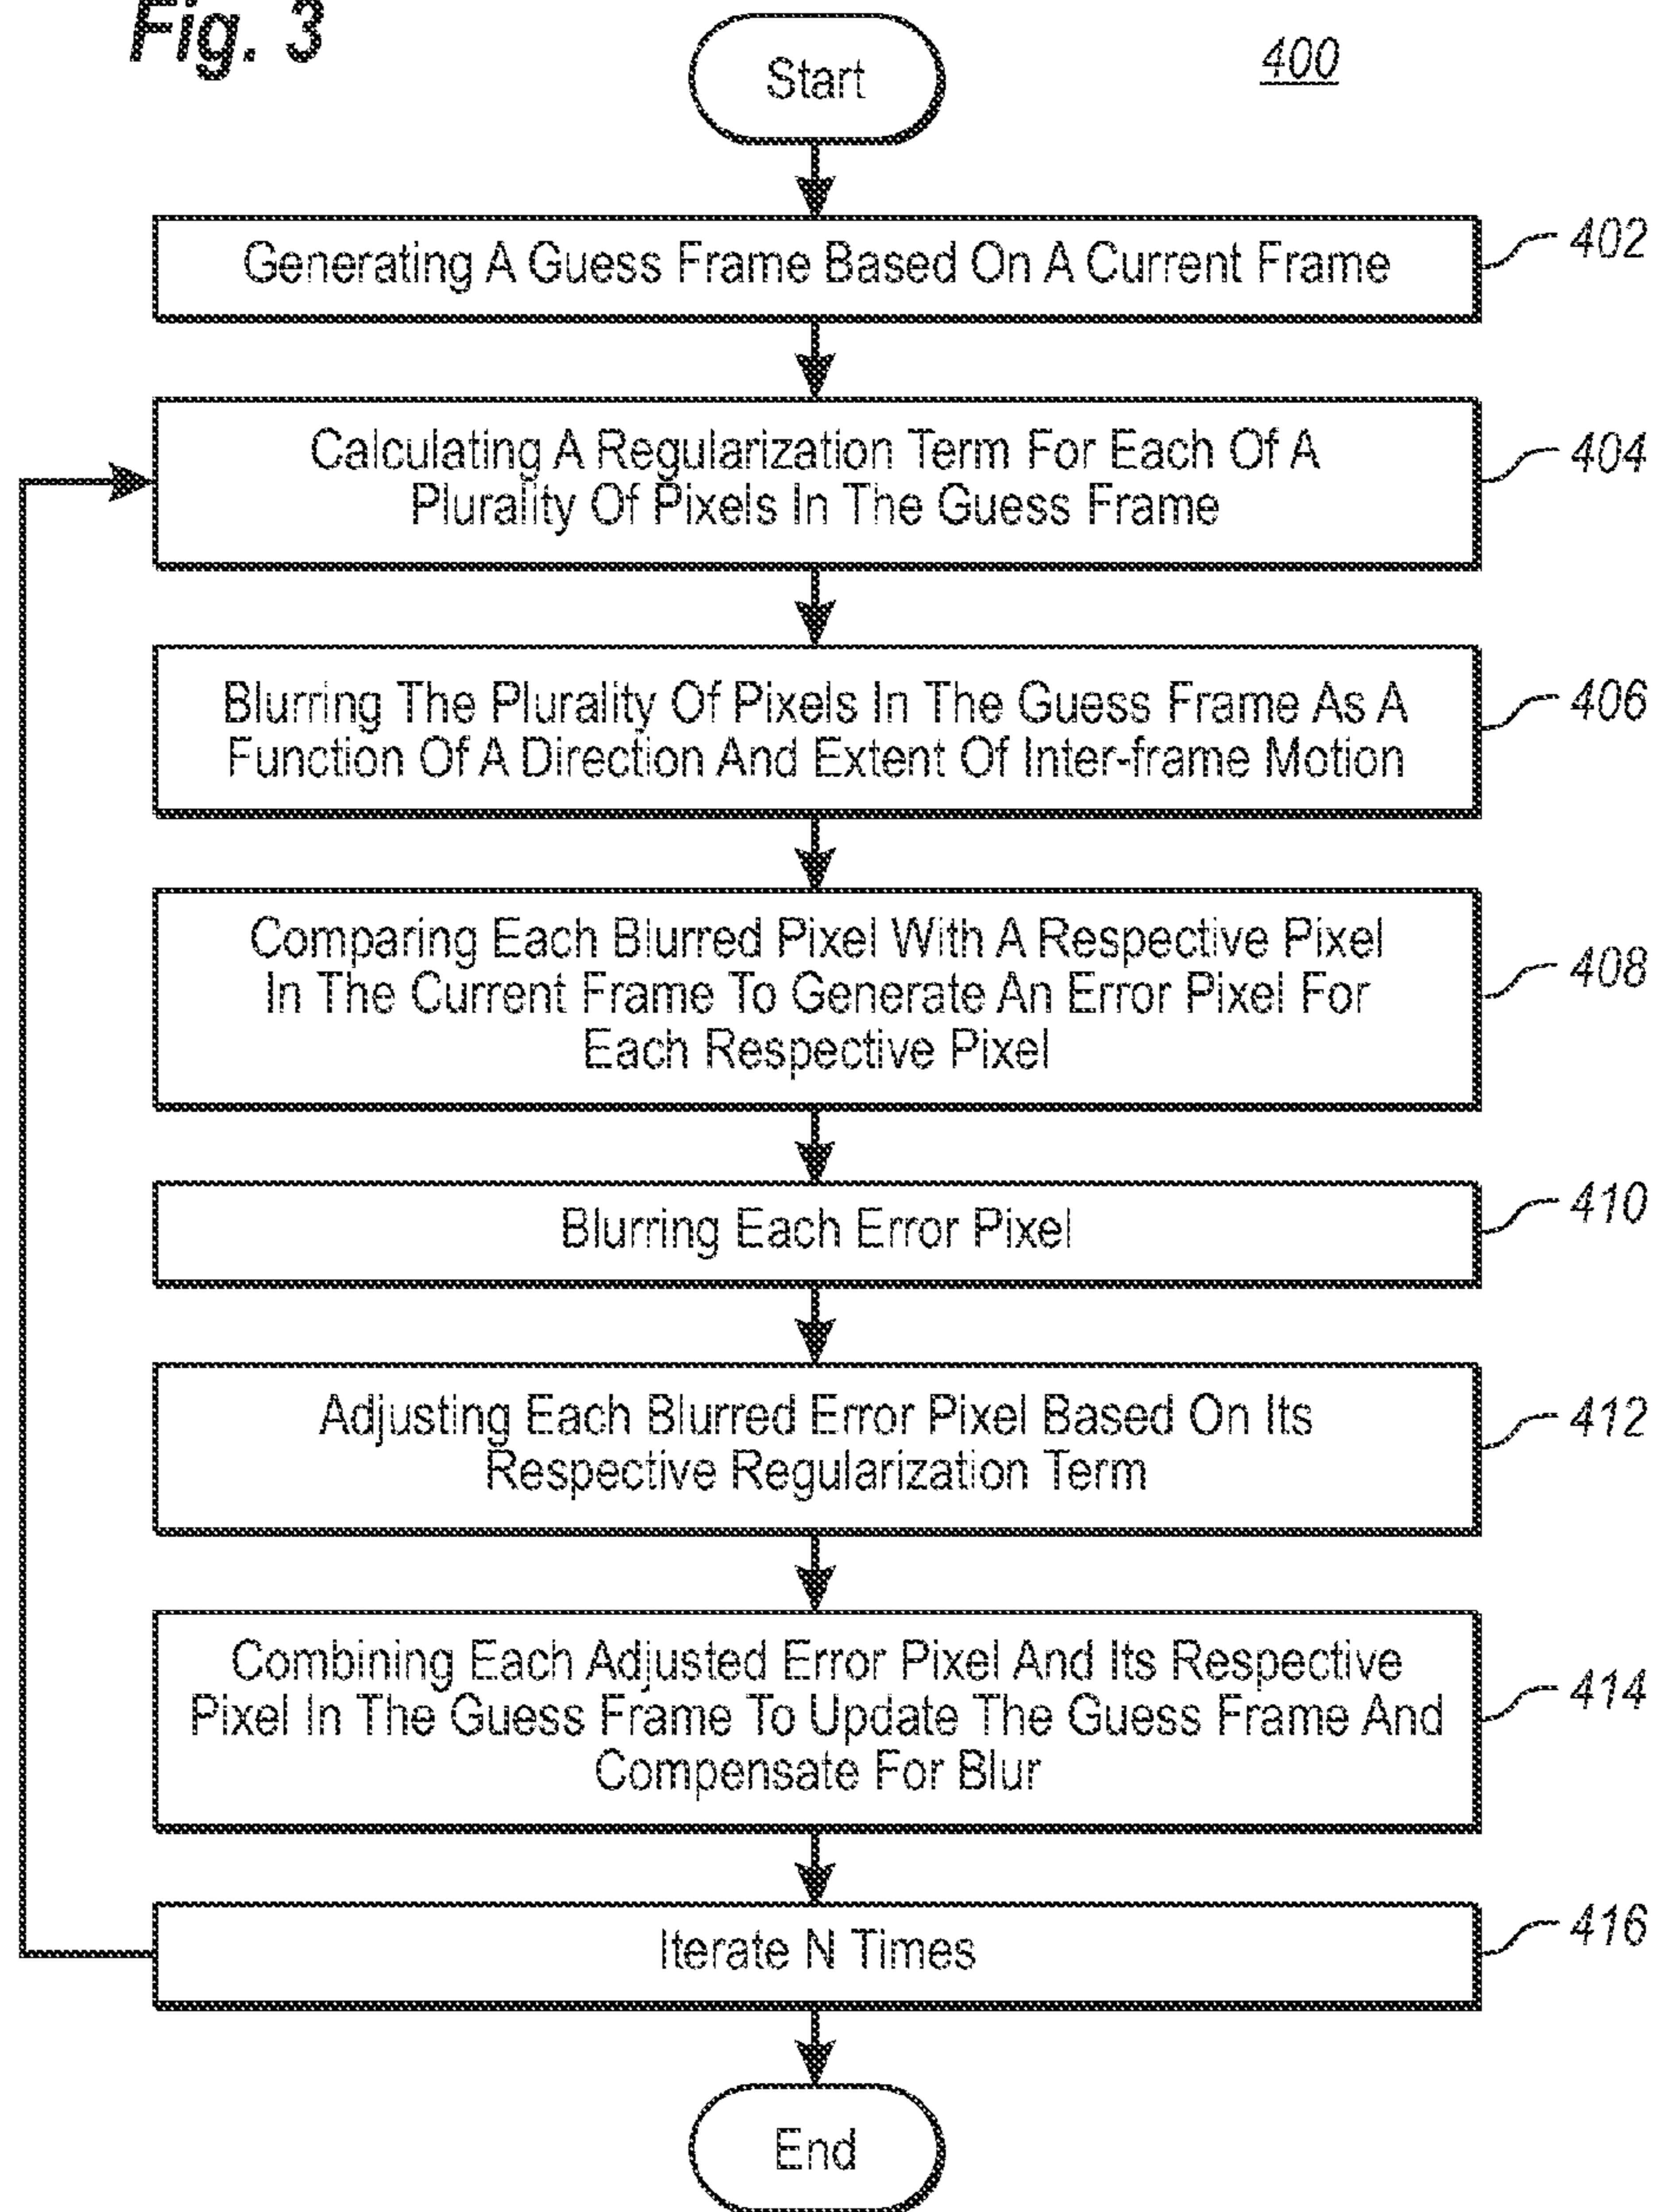 Fig. 3
400
Start
Generating A Guess Frame Based On A Current Frame
402
Calculating A Regularization Term For Each Of A
Plurality Of Pixels In The Guess Frame
404
Blurring The Plurality Of Pixels In The Guess Frame As A
Function Of A Direction And Extent Of Inter-frame Motion
406
Comparing Each Blurred Pixel With A Respective Pixel
In The Current Frame To Generate An Error Pixel For
Each Respective Pixel
408
Blurring Each Error Pixel
410
Adjusting Each Blurred Error Pixel Based On Its
Respective Regularization Term
412
Combining Each Adjusted Error Pixel And Its Respective
Pixel In The Guess Frame To Update The Guess Frame And
Compensate For Blur
414
Iterate N Times
416
End